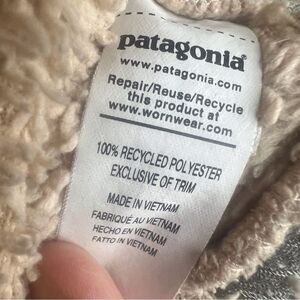 patagonia®
www.patagonia.com
Repair/Reuse/Recycle
this product at
www.wornwear.com
100% RECYCLED POLYESTER
EXCLUSIVE OF TRIM
MADE IN VIETNAM
FABRIQUÉ AU VIETNAM
HECHO EN VIETNAM
FATTO IN VIETNAM